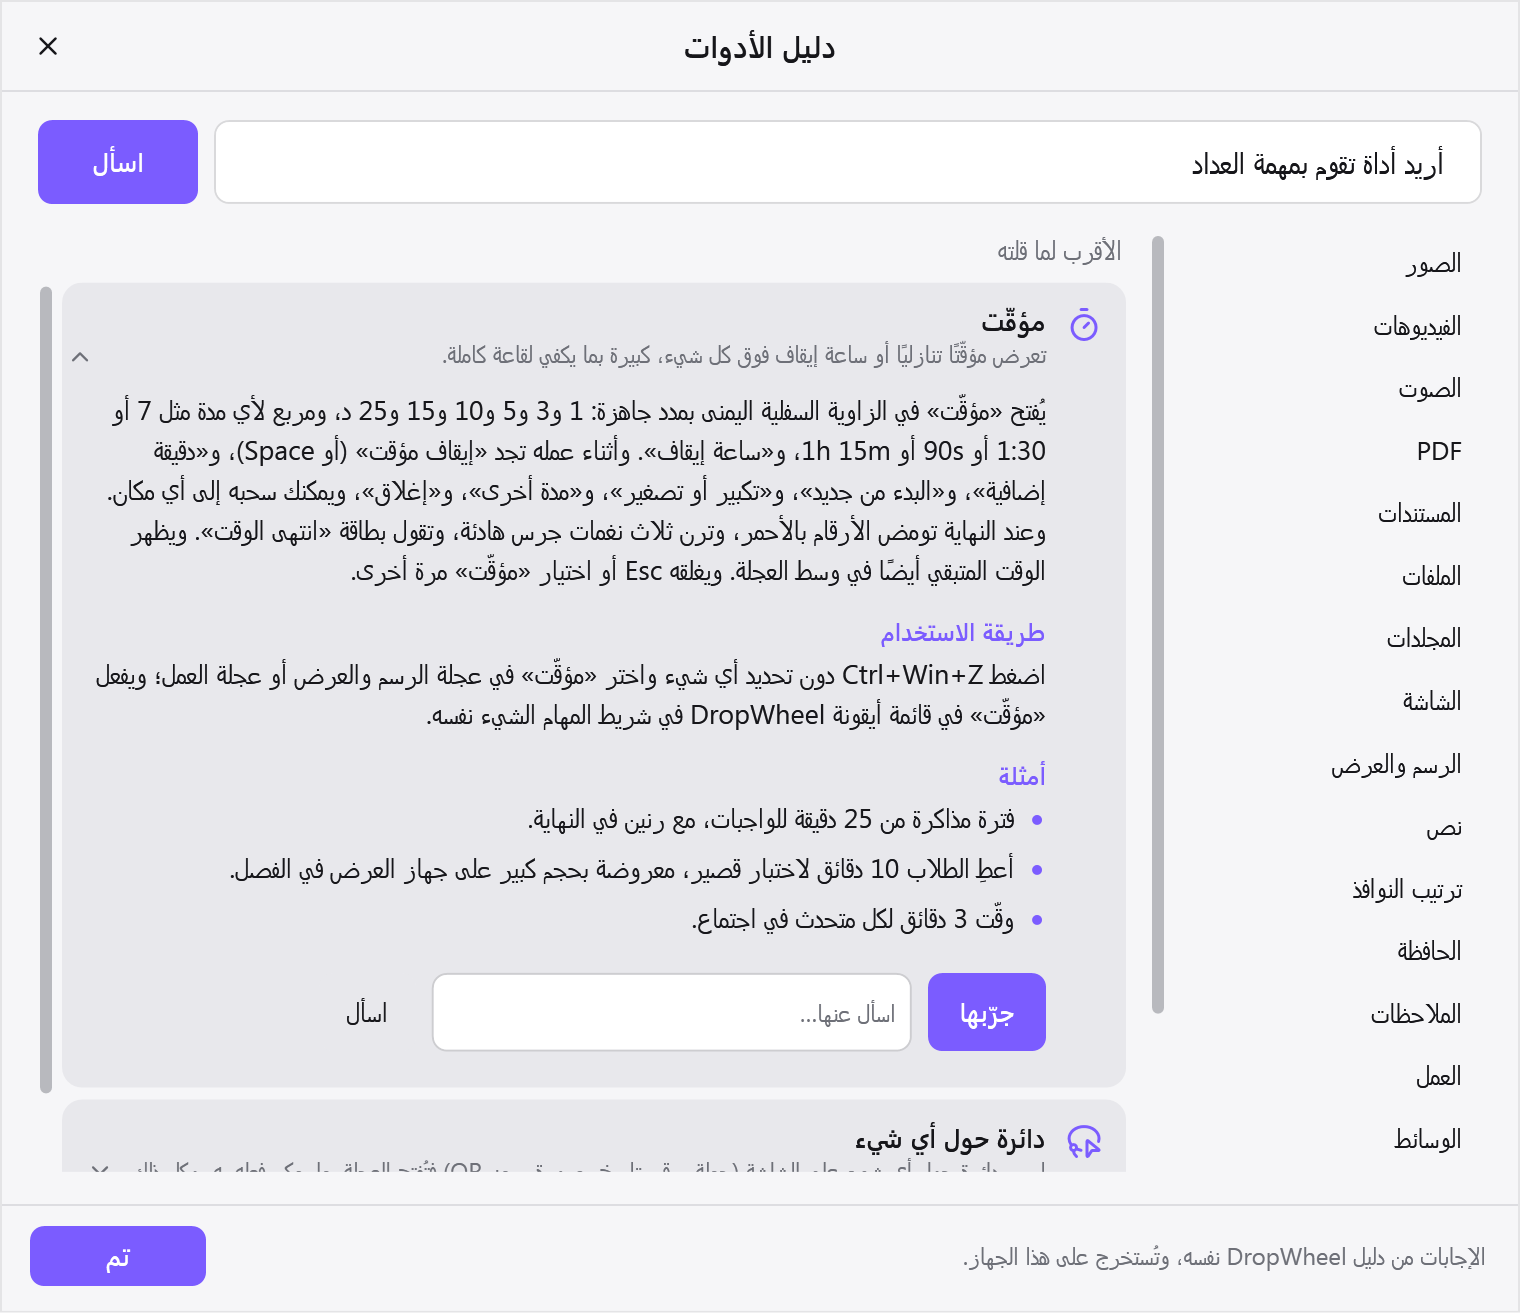 دليل الأدوات
أريد أداة تقوم بمهمة العداد
اسأل
الصور
الفيديوهات
الصوت
PDF
المستندات
الملفات
المجلدات
الشاشة
الرسم والعرض
نص
ترتيب النوافذ
الحافظة
الملاحظات
العمل
الوسائط
الأقرب لما قلته
مؤقّت
تعرض مؤقّتًا تنازليًا أو ساعة إيقاف فوق كل شيء، كبيرة بما يكفي لقاعة كاملة.
يُفتح «مؤقّت» في الزاوية السفلية اليمنى بمدد جاهزة: 1 و3 و5 و10 و15 و25 د، ومربع لأي مدة مثل 7 أو
1:30 أو 90s أو 1h 15m، و«ساعة إيقاف». وأثناء عمله تجد «إيقاف مؤقت» (أو Space)، و«دقيقة
إضافية»، و«البدء من جديد»، و«تكبير أو تصغير»، و«مدة أخرى»، و«إغلاق»، ويمكنك سحبه إلى أي مكان.
وعند النهاية تومض الأرقام بالأحمر، وترن ثلاث نغمات جرس هادئة، وتقول بطاقة «انتهى الوقت». ويظهر
الوقت المتبقي أيضًا في وسط العجلة. ويغلقه Esc أو اختيار «مؤقّت» مرة أخرى.
طريقة الاستخدام
اضغط Ctrl+Win+Z دون تحديد أي شيء واختر «مؤقّت» في عجلة الرسم والعرض أو عجلة العمل؛ ويفعل
«مؤقّت» في قائمة أيقونة DropWheel في شريط المهام الشيء نفسه.
أمثلة
فترة مذاكرة من 25 دقيقة للواجبات، مع رنين في النهاية.
أعطِ الطلاب 10 دقائق لاختبار قصير، معروضة بحجم كبير على جهاز العرض في الفصل.
وقّت 3 دقائق لكل متحدث في اجتماع.
جرّبها
اسأل عنها...
اسأل
دائرة حول أي شيء
الإجابات من دليل DropWheel نفسه، وتُستخرج على هذا الجهاز.
تم